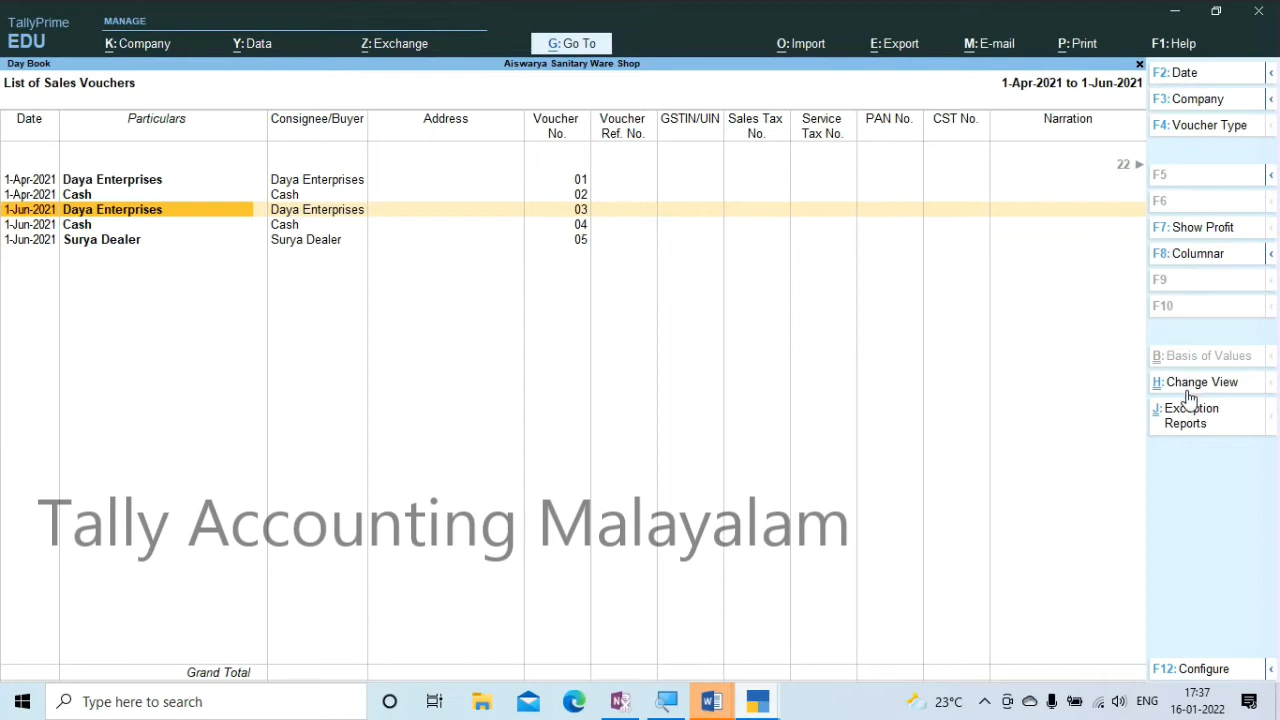 TallyPrime
EDU
MANAGE
K: Company
Y: Data
Z: Exchange
G: Go To
O: Import
E: Export
M: E-mail
P: Print
F1: Help
Day Book
Aiswarya Sanitary Ware Shop
List of Sales Vouchers
1-Apr-2021 to 1-Jun-2021
Date Particulars Consignee/Buyer Address Voucher No. Voucher Ref. No. GSTIN/UIN Sales Tax No. Service Tax No. PAN No. CST No. Narration
22
1-Apr-2021 Daya Enterprises Daya Enterprises 01
1-Apr-2021 Cash Cash 02
1-Jun-2021 Daya Enterprises Daya Enterprises 03
1-Jun-2021 Cash Cash 04
1-Jun-2021 Surya Dealer Surya Dealer 05
Grand Total
F2: Date
F3: Company
F4: Voucher Type
F5
F6
F7: Show Profit
F8: Columnar
F9
F10
B: Basis of Values
H: Change View
J: Exception
Reports
F12: Configure
Tally Accounting Malayalam
Type here to search
23°C
ENG
17:37
16-01-2022